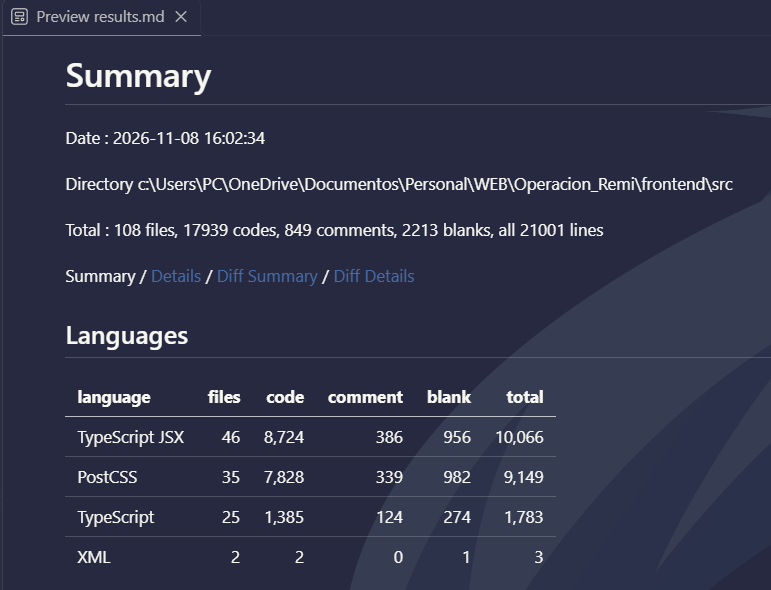 Preview results.md
Summary
Date : 2026-11-08 16:02:34
Directory c:\Users\PC\OneDrive\Documentos\Personal\WEB\Operacion_Remi\frontend\src
Total : 108 files, 17939 codes, 849 comments, 2213 blanks, all 21001 lines
Summary / Details / Diff Summary / Diff Details
Languages
language files code comment blank total
TypeScript JSX 46 8,724 386 956 10,066
PostCSS 35 7,828 339 982 9,149
TypeScript 25 1,385 124 274 1,783
XML 2 2 0 1 3